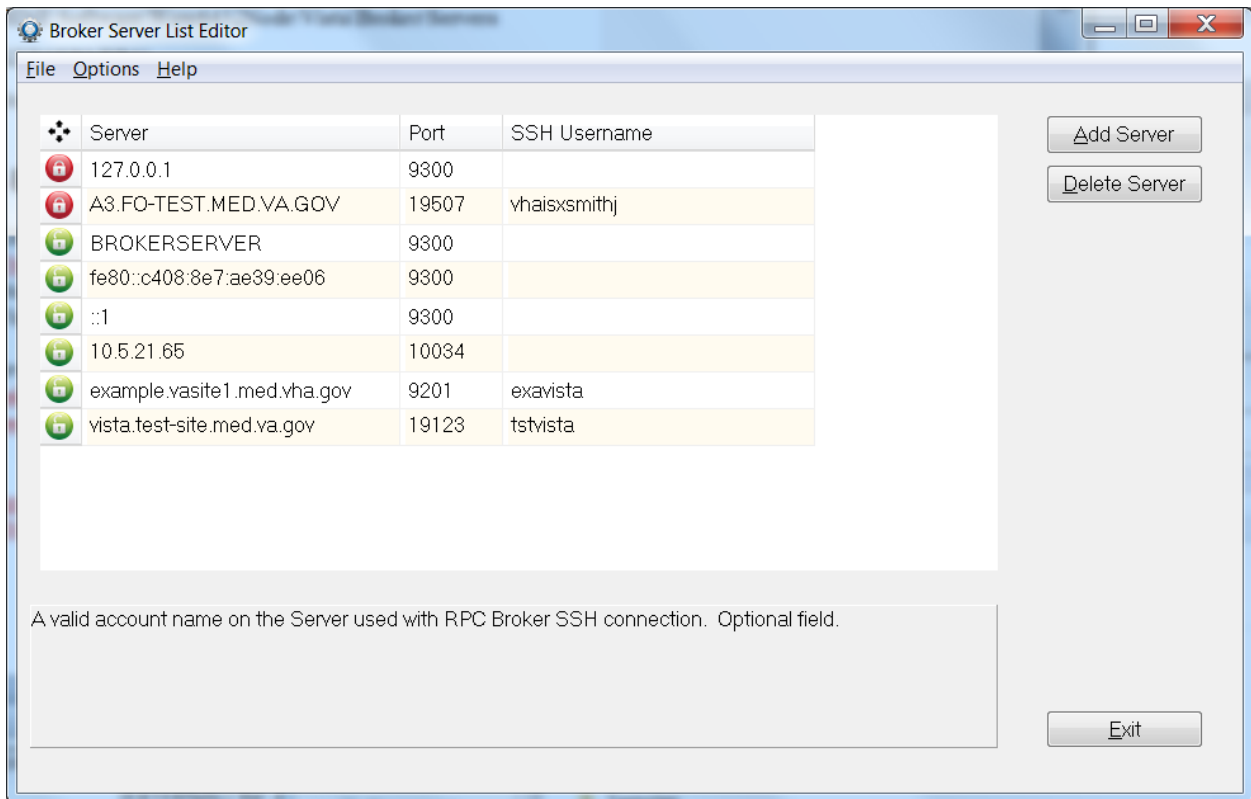 Broker Server List Editor
File Options Help
Server Port SSH Username
127.0.0.1 9300
A3.FO-TEST.MED.VA.GOV 19507 vhaisxsmithj
BROKERSERVER 9300
fe80::c408:8e7:ae39:ee06 9300
::1 9300
10.5.21.65 10034
example.vasite1.med.vha.gov 9201 exavista
vista.test-site.med.va.gov 19123 tstvista
Add Server
Delete Server
A valid account name on the Server used with RPC Broker SSH connection.  Optional field.
Exit